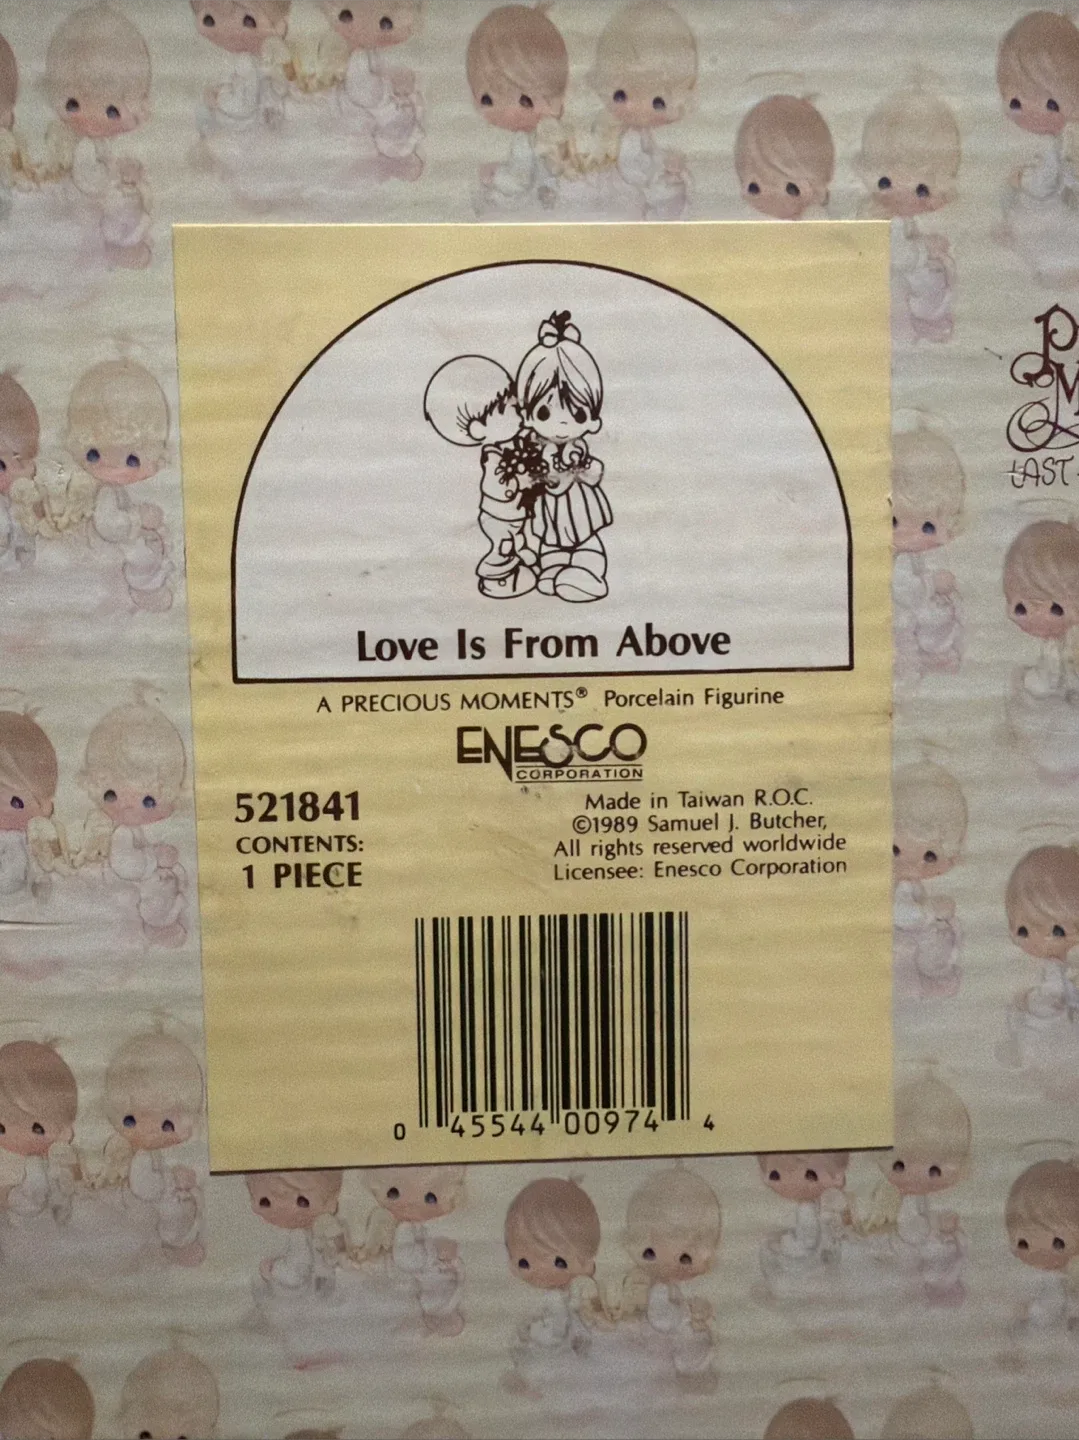 Love Is From Above
A PRECIOUS MOMENTS® Porcelain Figurine
ENESCO
CORPORATION
521841
CONTENTS:
1 PIECE
Made in Taiwan R.O.C.
©1989 Samuel J. Butcher,
All rights reserved worldwide
Licensee: Enesco Corporation
0 45544 00974 4
P
M
LAST